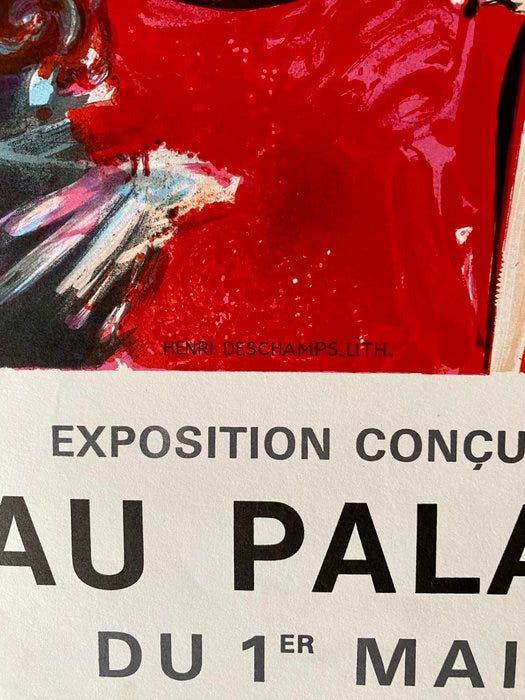 HENRI DESCHAMPS.LITH.
EXPOSITION CONÇU
AU PALA
DU 1ER MAI